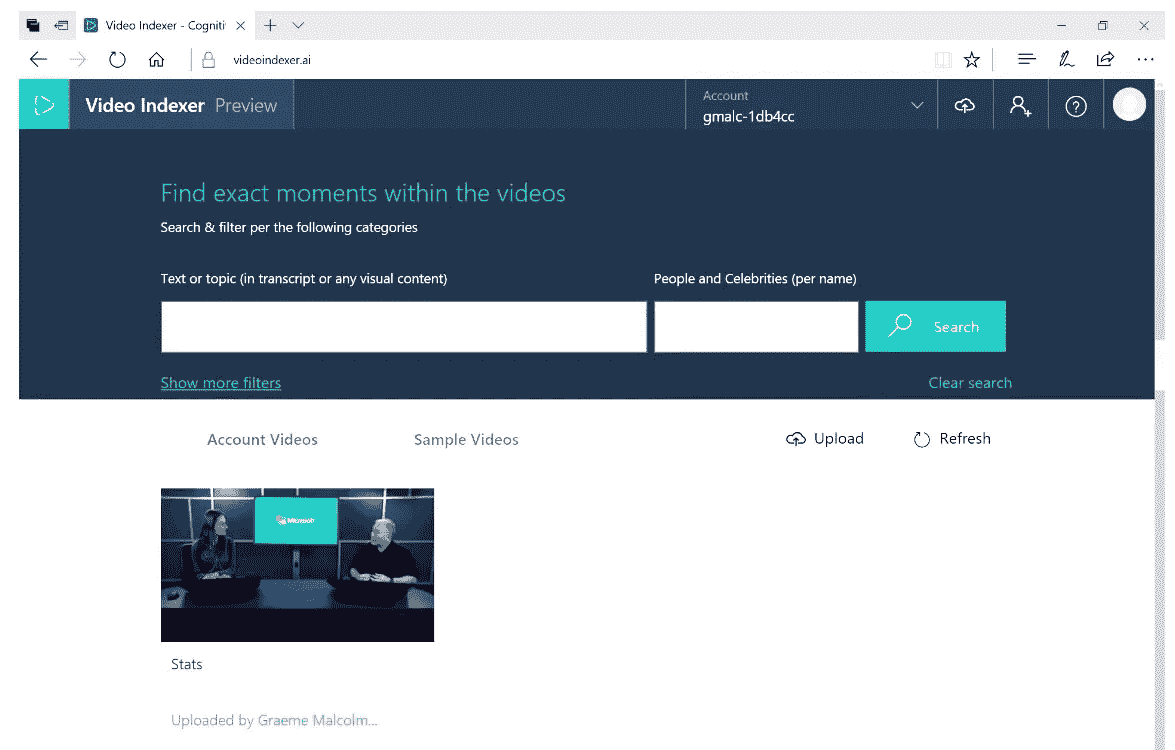 Video Indexer - Cogniti
videoindexer.ai
Video Indexer Preview
Account
gmalc-1db4cc
Find exact moments within the videos
Search & filter per the following categories
Text or topic (in transcript or any visual content)
People and Celebrities (per name)
Search
Show more filters
Clear search
Account Videos
Sample Videos
Upload
Refresh
Microsoft
Stats
Uploaded by Graeme Malcolm...